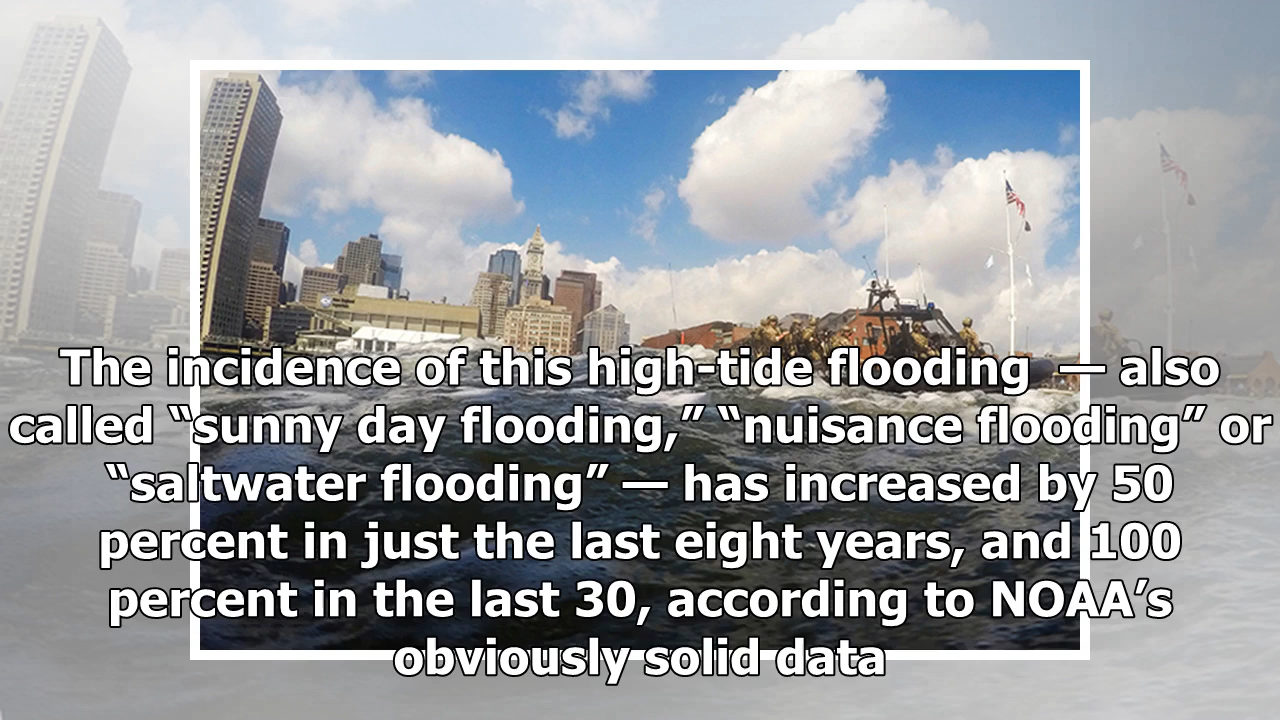 The incidence of this high-tide flooding  — also
called “sunny day flooding,” “nuisance flooding” or
“saltwater flooding” — has increased by 50
percent in just the last eight years, and 100
percent in the last 30, according to NOAA’s
obviously solid data